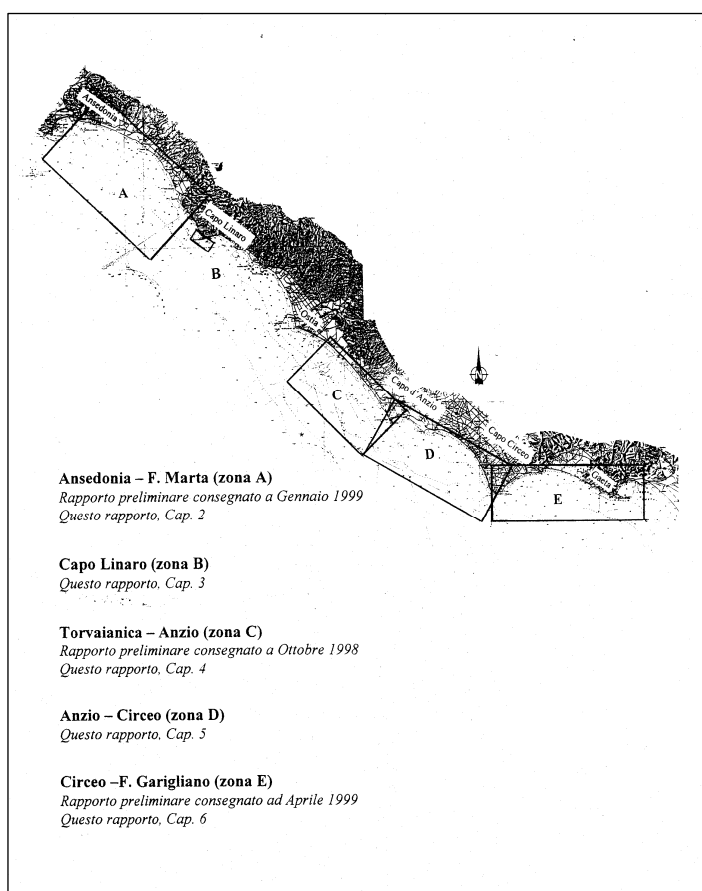 Ansedonia
A
Capo Linaro
B
Ostia
C
Capo d'Anzio
N
D
Capo Circeo
Gaeta
E
Ansedonia – F. Marta (zona A)
Rapporto preliminare consegnato a Gennaio 1999
Questo rapporto, Cap. 2
Capo Linaro (zona B)
Questo rapporto, Cap. 3
Torvaianica – Anzio (zona C)
Rapporto preliminare consegnato a Ottobre 1998
Questo rapporto, Cap. 4
Anzio – Circeo (zona D)
Questo rapporto, Cap. 5
Circeo –F. Garigliano (zona E)
Rapporto preliminare consegnato ad Aprile 1999
Questo rapporto, Cap. 6